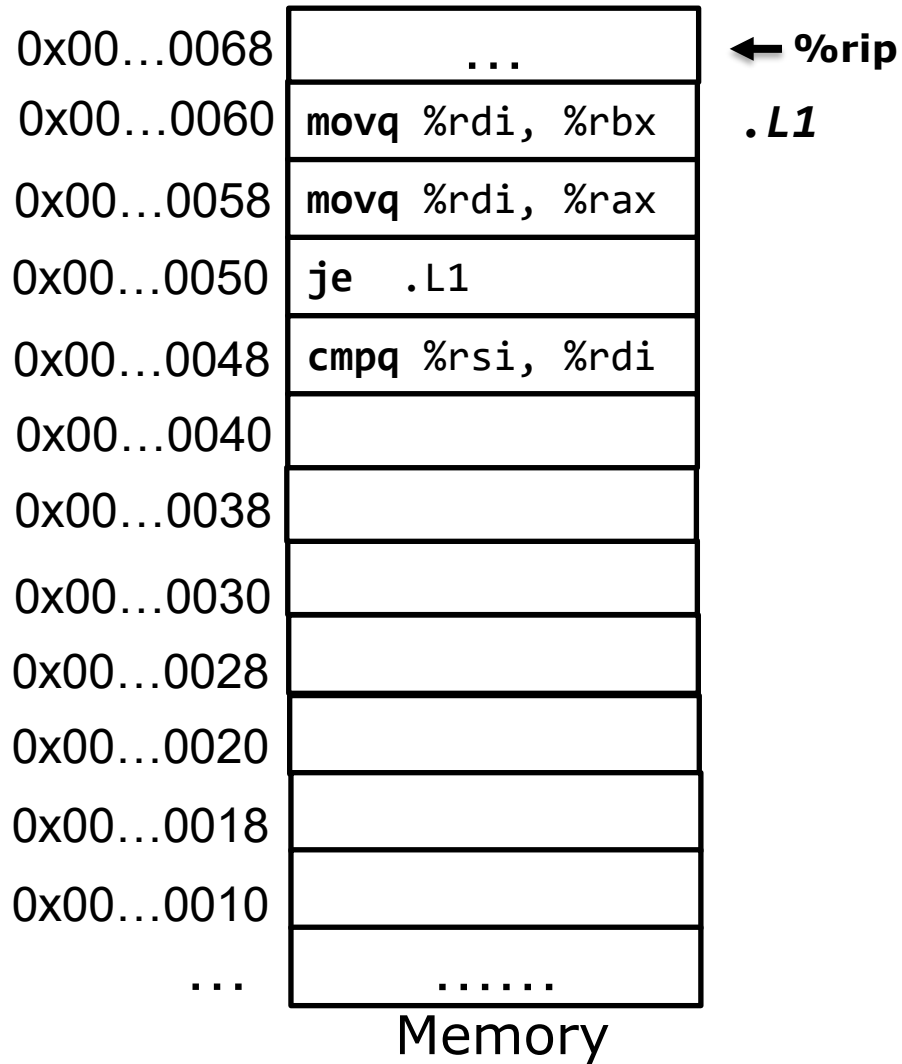 0x00…0068 ... %rip
0x00…0060 movq %rdi, %rbx .L1
0x00…0058 movq %rdi, %rax
0x00…0050 je .L1
0x00…0048 cmpq %rsi, %rdi
0x00…0040
0x00…0038
0x00…0030
0x00…0028
0x00…0020
0x00…0018
0x00…0010
... ......
Memory